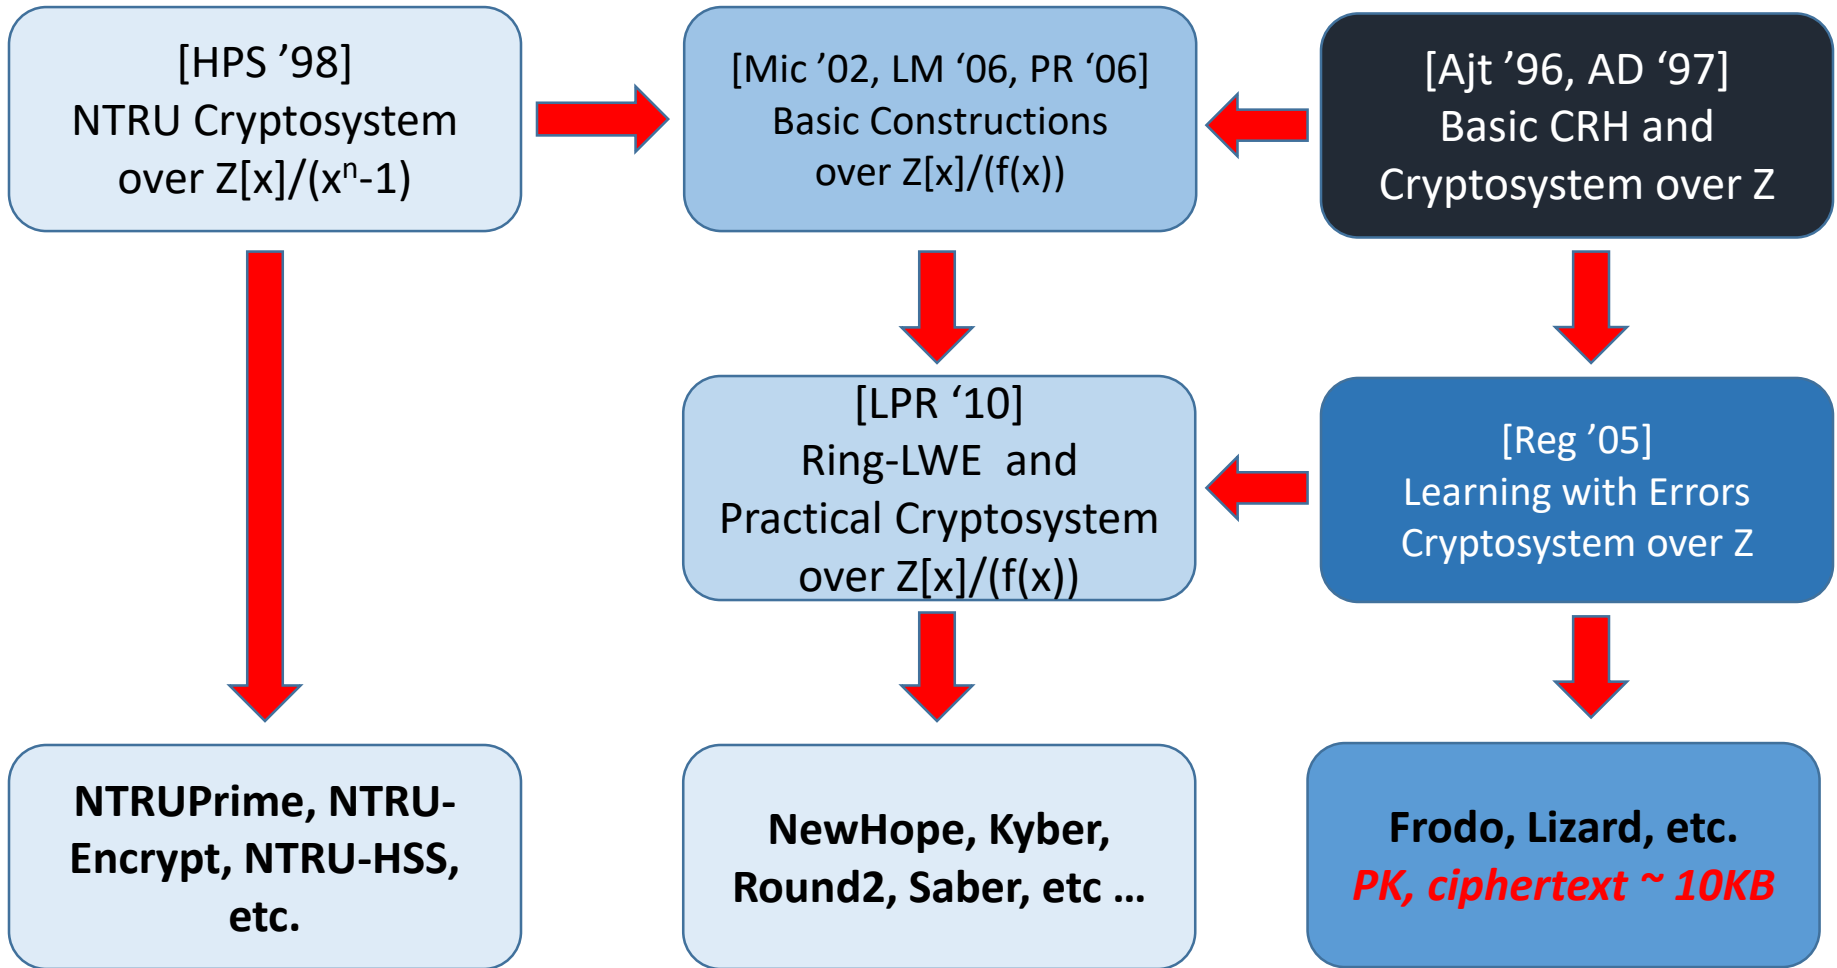 [HPS ’98]
NTRU Cryptosystem
over Z[x]/(xⁿ-1)
[Mic ’02, LM ‘06, PR ‘06]
Basic Constructions
over Z[x]/(f(x))
[Ajt ’96, AD ‘97]
Basic CRH and
Cryptosystem over Z
[LPR ‘10]
Ring-LWE and
Practical Cryptosystem
over Z[x]/(f(x))
[Reg ’05]
Learning with Errors
Cryptosystem over Z
NTRUPrime, NTRU-
Encrypt, NTRU-HSS,
etc.
NewHope, Kyber,
Round2, Saber, etc ...
Frodo, Lizard, etc.
PK, ciphertext ~ 10KB